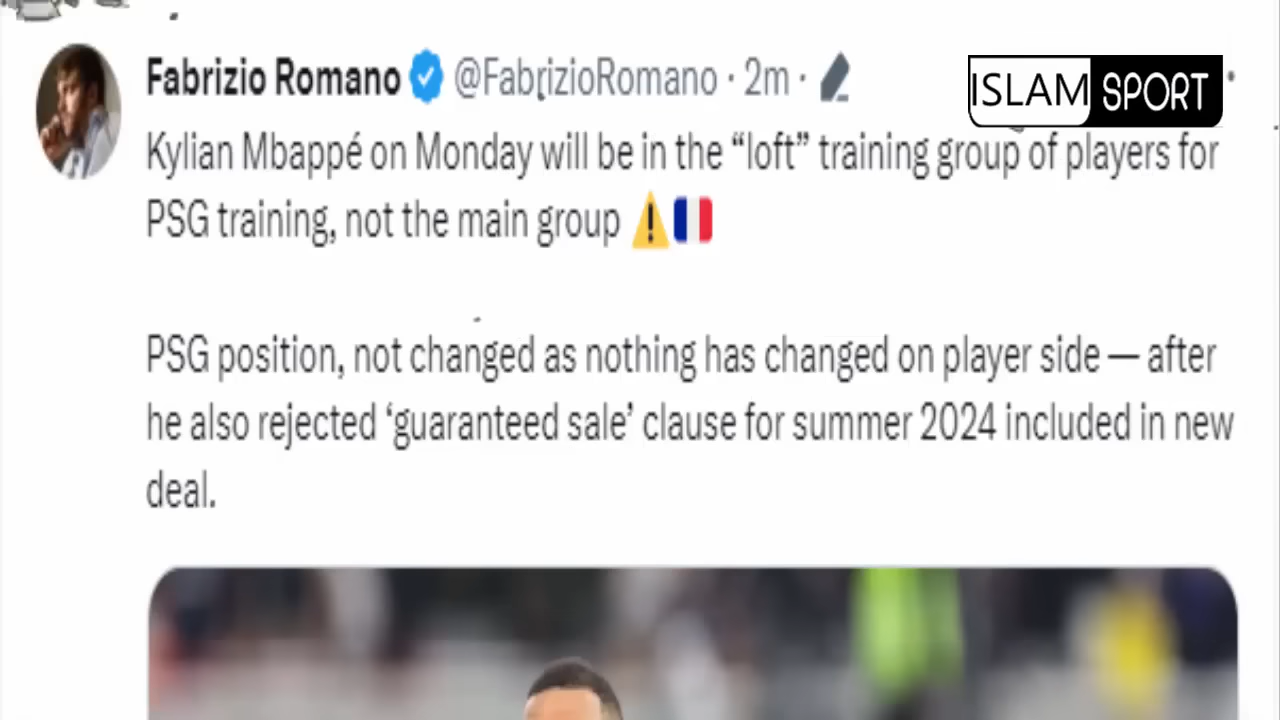 Fabrizio Romano @FabrizioRomano · 2m ·
ISLAM SPORT
Kylian Mbappé on Monday will be in the “loft” training group of players for
PSG training, not the main group ⚠️🇫🇷
PSG position, not changed as nothing has changed on player side — after
he also rejected ‘guaranteed sale’ clause for summer 2024 included in new
deal.